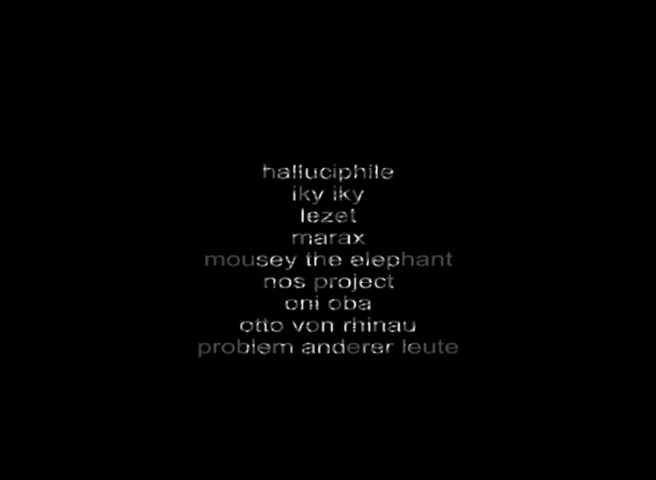 halluciphile
iky iky
lezet
marax
mousey the elephant
nos project
oni oba
otto von rhinau
problem anderer leute